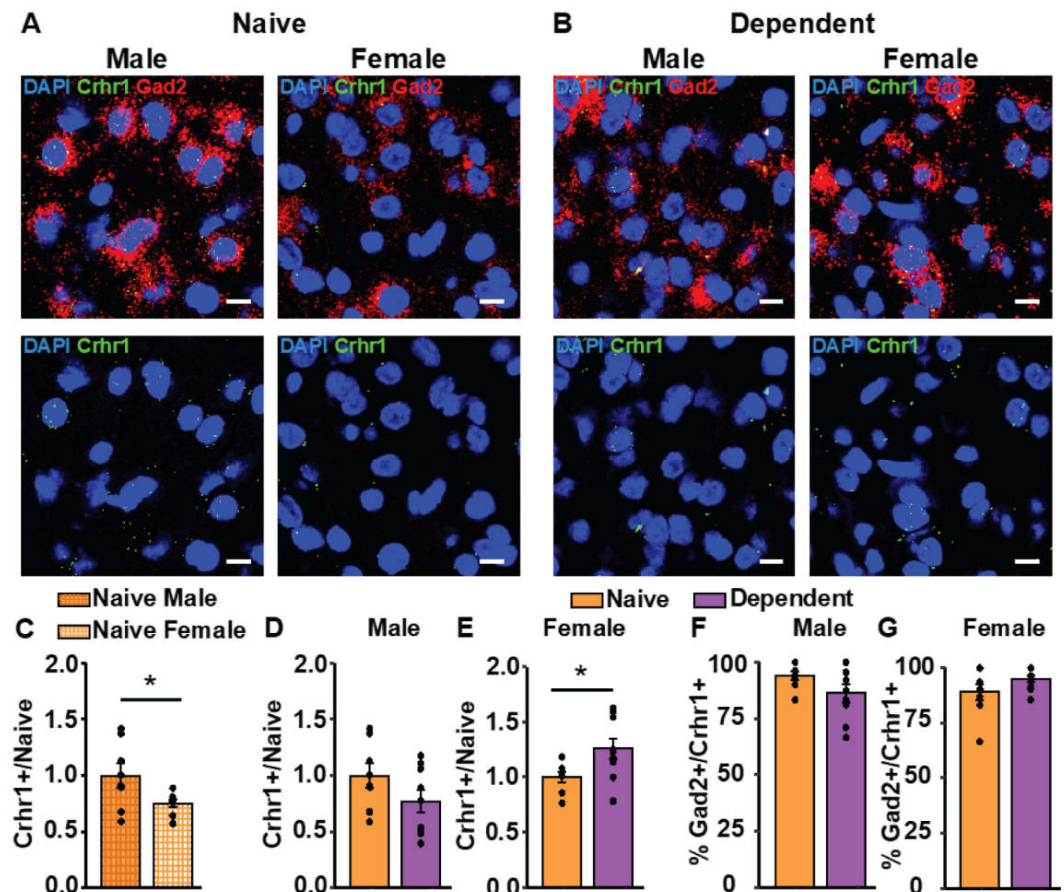 A Naive B Dependent
Male Female Male Female
DAPI Crhr1 Gad2 DAPI Crhr1 Gad2 DAPI Crhr1 Gad2 DAPI Crhr1 Gad2
DAPI Crhr1 DAPI Crhr1 DAPI Crhr1 DAPI Crhr1
Naive Male
Naive Female
Naive Dependent
C D Male E Female F Male G Female
Crhr1+/Naive
2.0
1.5
1.0
0.5
0.0
*
2.0
1.5
1.0
0.5
0.0
Crhr1+/Naive
2.0
1.5
1.0
0.5
0.0
*
% Gad2+/Crhr1+
100
75
50
25
0
% Gad2+/Crhr1+
100
75
50
25
0